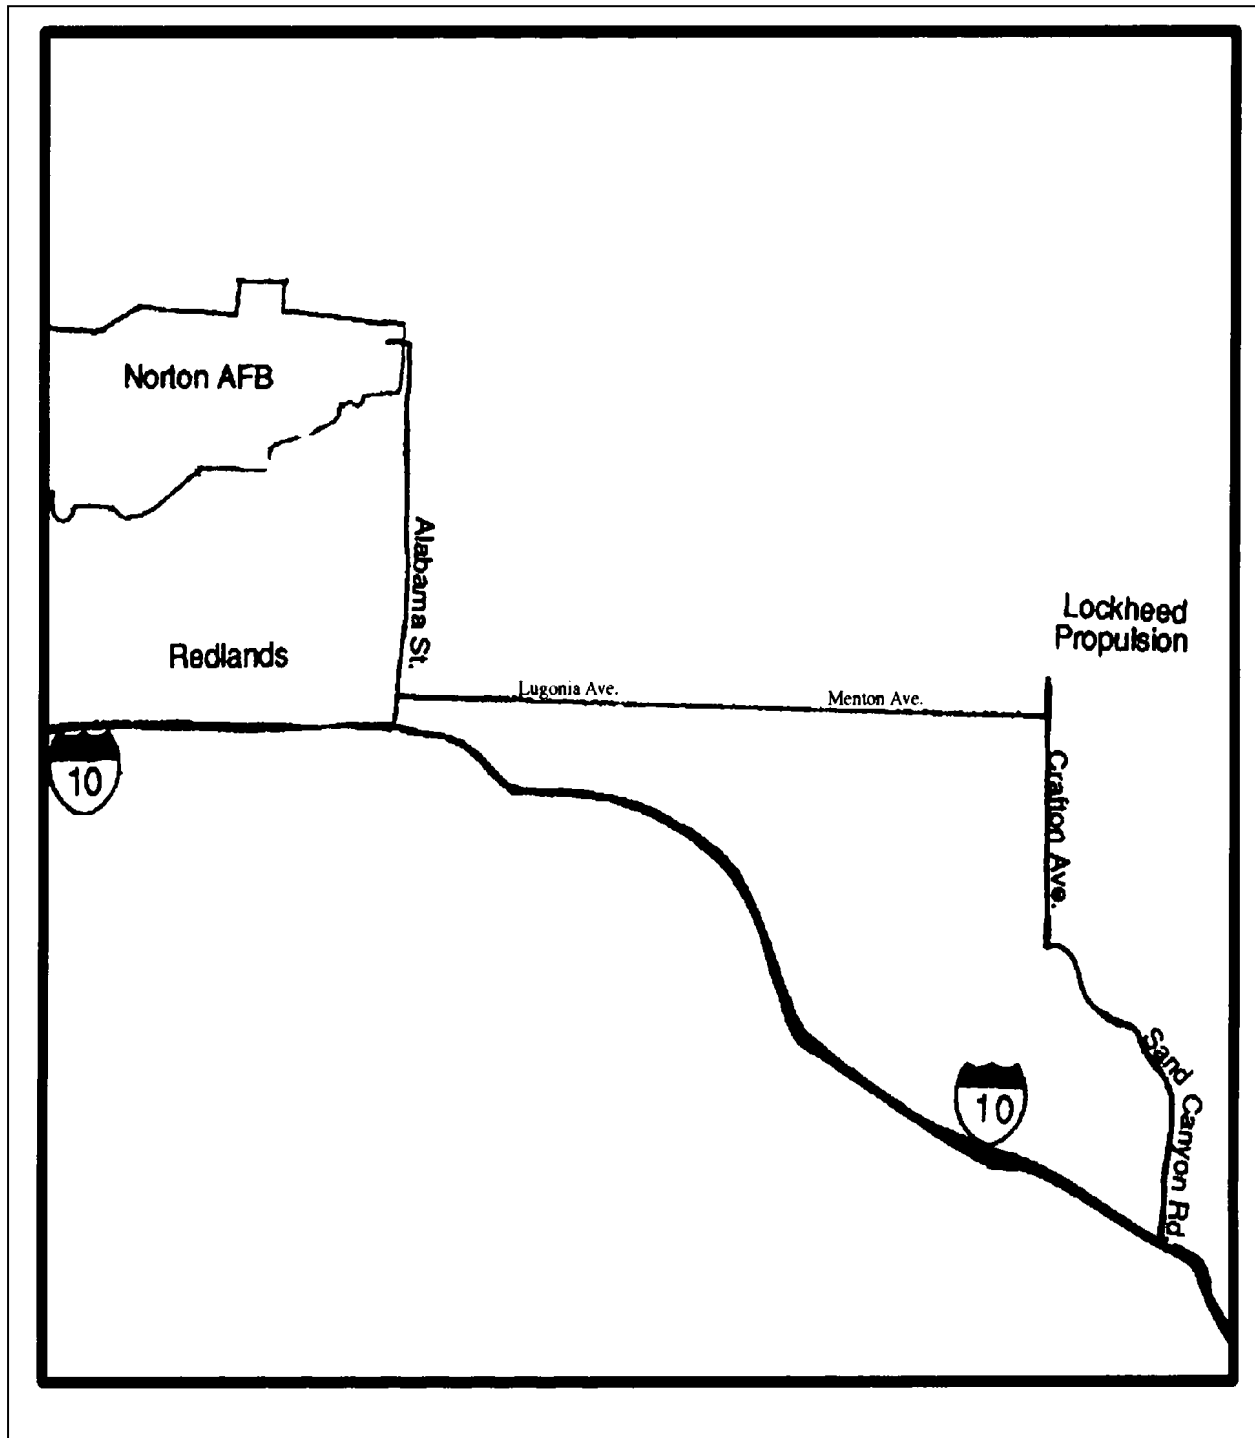 Norton AFB
Alabama St.
Lockheed
Propulsion
Redlands
Lugonia Ave.
Menton Ave.
10
Crafton Ave.
Sand Canyon Rd.
10